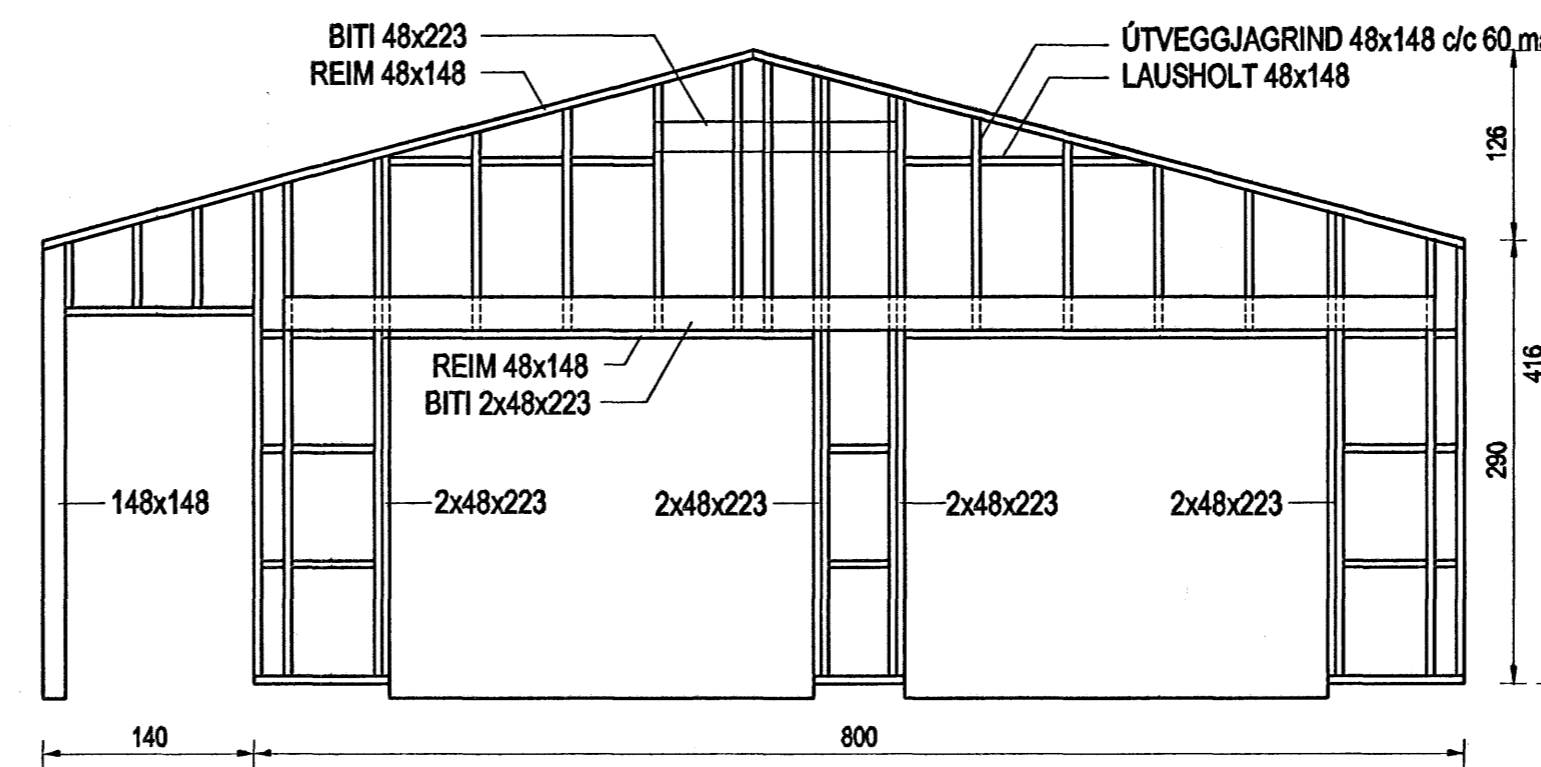 BITI 48x223
REIM 48x148
ÚTVEGGJAGRIND 48x148 c/c 60
LAUSHOLT 48x148
126
REIM 48x148
BITI 2x48x223
416
290
148x148
2x48x223
2x48x223
2x48x223
2x48x223
140
800